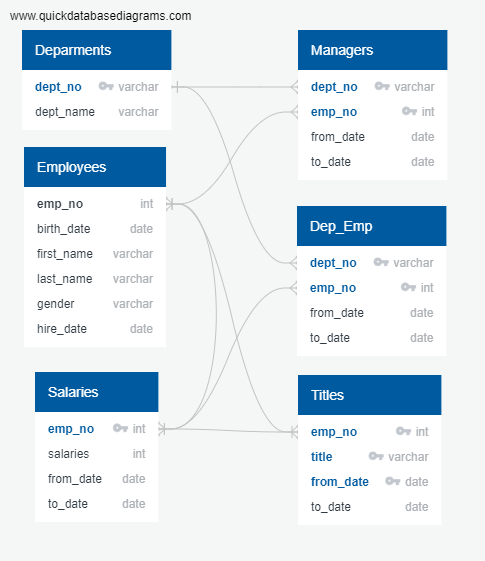 www.quickdatabasediagrams.com
Deparments
dept_no varchar
dept_name varchar
Employees
emp_no int
birth_date date
first_name varchar
last_name varchar
gender varchar
hire_date date
Salaries
emp_no int
salaries int
from_date date
to_date date
Managers
dept_no varchar
emp_no int
from_date date
to_date date
Dep_Emp
dept_no varchar
emp_no int
from_date date
to_date date
Titles
emp_no int
title varchar
from_date date
to_date date